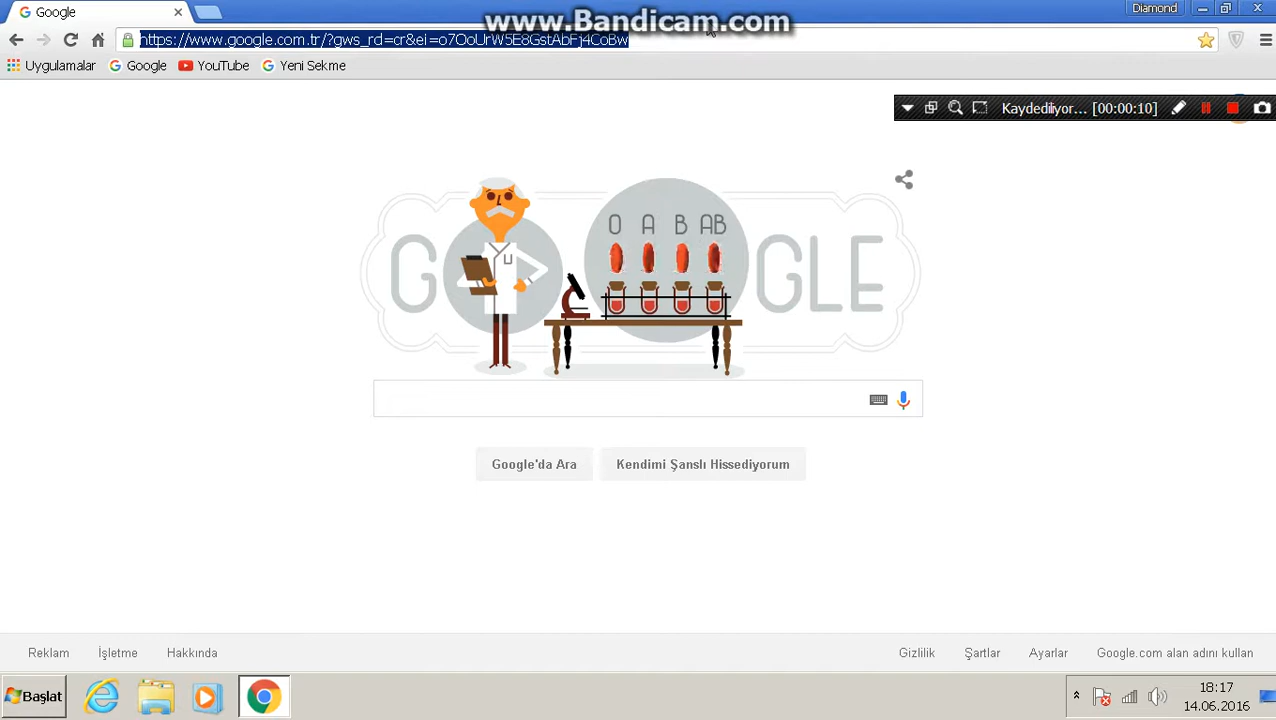 Google
Diamond
www.Bandicam.com
https://www.google.com.tr/?gws_rd=cr&ei=o7OoUrW5E8GstAbFj4CoBw
Uygulamalar
Google
YouTube
Yeni Sekme
Kaydediliyor... [00:00:10]
O A B AB
G GLE
Google'da Ara
Kendimi Şanslı Hissediyorum
Reklam
İşletme
Hakkında
Gizlilik
Şartlar
Ayarlar
Google.com alan adını kullan
Başlat
18:17
14.06.2016